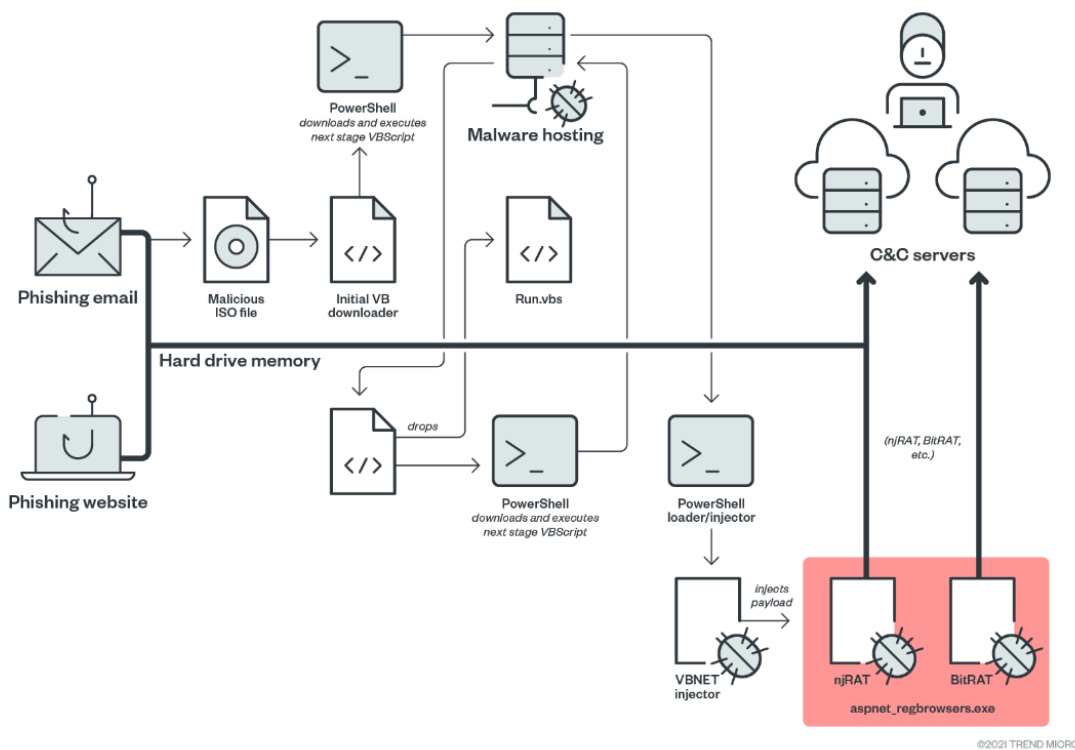 PowerShell
downloads and executes
next stage VBScript
Malware hosting
C&C servers
Phishing email
Malicious
ISO file
Initial VB
downloader
Run.vbs
Hard drive memory
Phishing website
drops
PowerShell
downloads and executes
next stage VBScript
PowerShell
loader/injector
(njRAT, BitRAT,
etc.)
injects
payload
VBNET
injector
njRAT
BitRAT
aspnet_regbrowsers.exe
©2021 TREND MICR